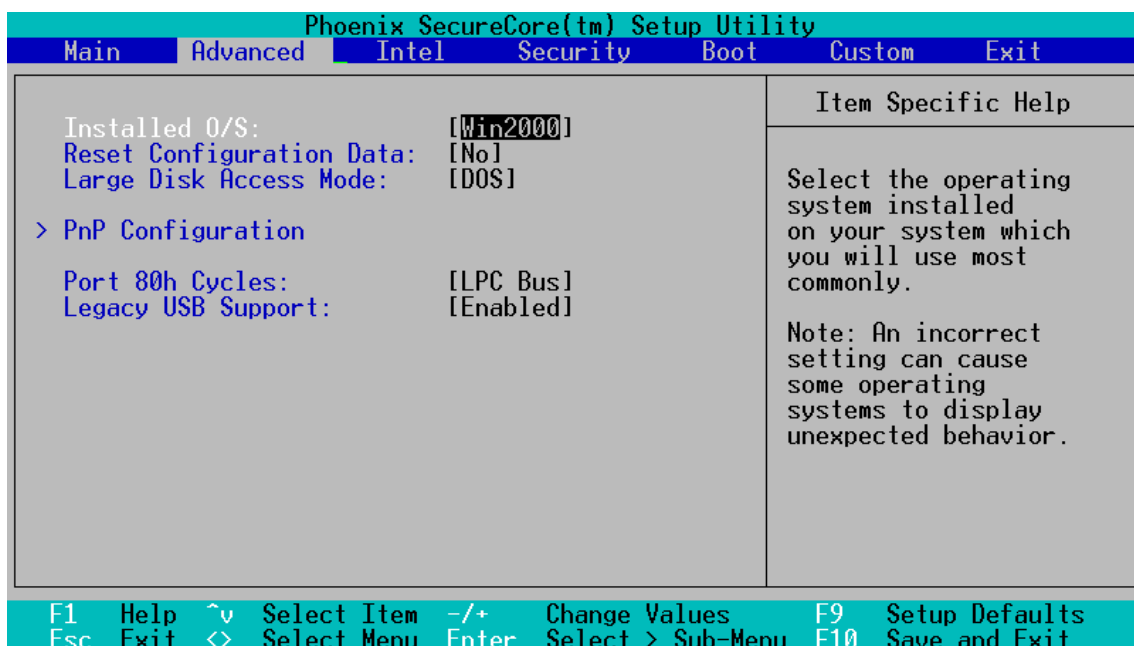 Phoenix SecureCore(tm) Setup Utility
Main Advanced _ Intel Security Boot Custom Exit
Item Specific Help
Installed O/S: [Win2000]
Reset Configuration Data: [No]
Large Disk Access Mode: [DOS]
> PnP Configuration
Port 80h Cycles: [LPC Bus]
Legacy USB Support: [Enabled]
Select the operating
system installed
on your system which
you will use most
commonly.
Note: An incorrect
setting can cause
some operating
systems to display
unexpected behavior.
F1 Help ^v Select Item -/+ Change Values F9 Setup Defaults
Esc Exit <> Select Menu Enter Select > Sub-Menu F10 Save and Exit